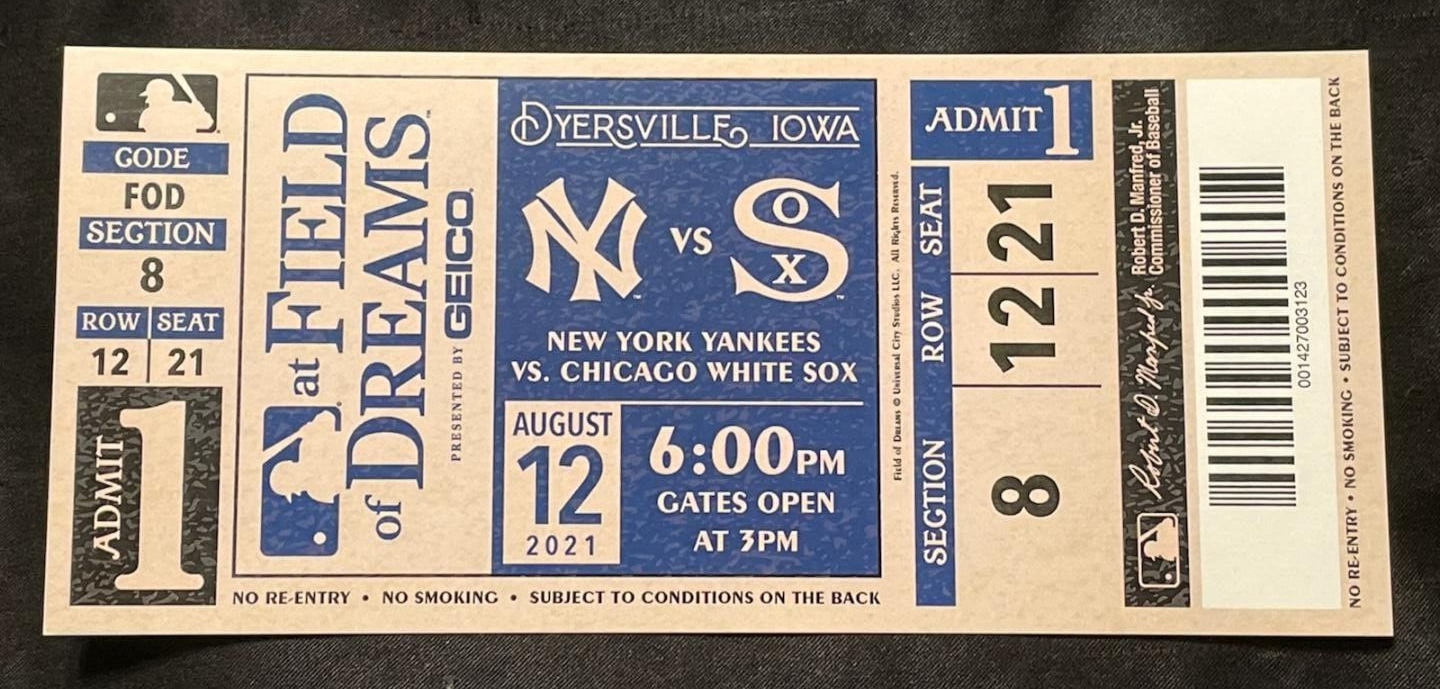 CODE
FOD
SECTION
8
ROW SEAT
12 21
ADMIT 1
at FIELD
of DREAMS™
PRESENTED BY GEICO
DYERSVILLE, IOWA
NY VS SOX
NEW YORK YANKEES
VS. CHICAGO WHITE SOX
AUGUST
12
2021
6:00PM
GATES OPEN
AT 3PM
NO RE-ENTRY • NO SMOKING • SUBJECT TO CONDITIONS ON THE BACK
Field of Dreams © Universal City Studios LLC. All Rights Reserved.
ADMIT 1
SECTION ROW SEAT
8 12 21
Robert D. Manfred Jr.
Robert D. Manfred, Jr.
Commissioner of Baseball
001427003123
NO RE-ENTRY • NO SMOKING • SUBJECT TO CONDITIONS ON THE BACK